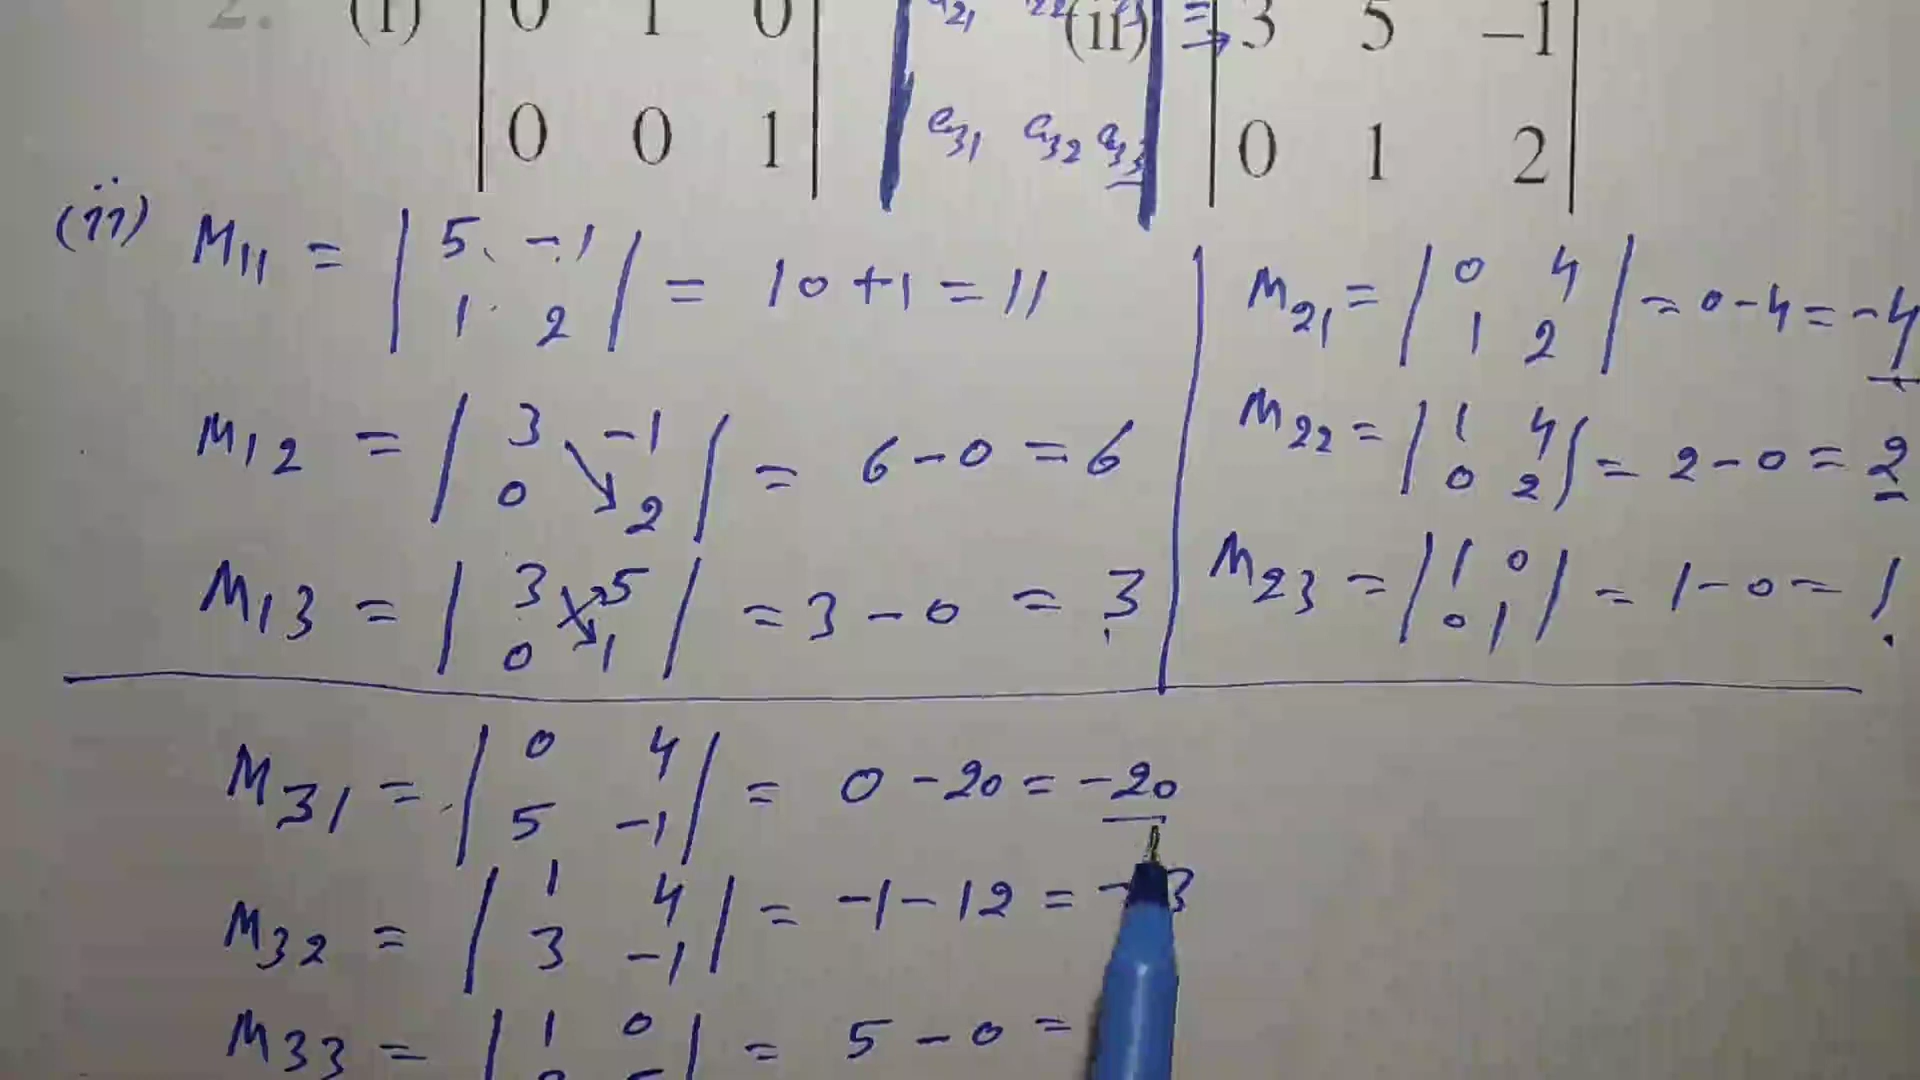 2. (i) 0 1 0 a21 22 (ii) 3 5 -1
0 0 1 a31 a32 a33 0 1 2
(ii) M11 = | 5 -1 | = 10 + 1 = 11
| 1 2 |
M12 = | 3 -1 | = 6 - 0 = 6
| 0 2 |
M13 = | 3 5 | = 3 - 0 = 3
| 0 1 |
M21 = | 0 4 | = 0 - 4 = -4
| 1 2 |
M22 = | 1 4 | = 2 - 0 = 2
| 0 2 |
M23 = | 1 0 | = 1 - 0 = 1
| 0 1 |
M31 = | 0 4 | = 0 - 20 = -20
| 5 -1 |
M32 = | 1 4 | = -1 - 12 = - 3
| 3 -1 |
M33 = | 1 0 | = 5 - 0 =